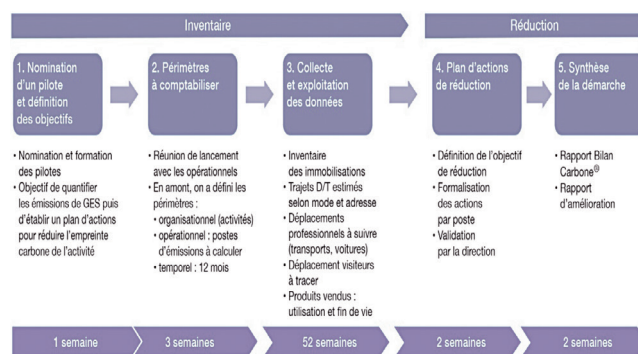 Inventaire
Réduction
1. Nomination
d'un pilote
et définition
des objectifs
2. Périmètres
à comptabiliser
3. Collecte
et exploitation
des données
4. Plan d'actions
de réduction
5. Synthèse
de la démarche
• Nomination et formation
des pilotes
• Objectif de quantifier
les émissions de GES puis
d'établir un plan d'actions
pour réduire l'empreinte
carbone de l'activité
• Réunion de lancement
avec les opérationnels
• En amont, on a défini les
périmètres :
• organisationnel (activités)
• opérationnel : postes
d'émissions à calculer
• temporel : 12 mois
• Inventaire
des immobilisations
• Trajets D/T estimés
selon mode et adresse
• Déplacements
professionnels à suivre
(transports, voitures)
• Déplacement visiteurs
à tracer
• Produits vendus :
utilisation et fin de vie
• Définition de l'objectif
de réduction
• Formalisation
des actions
par poste
• Validation
par la direction
• Rapport Bilan
Carbone®
• Rapport
d'amélioration
1 semaine
3 semaines
52 semaines
2 semaines
2 semaines